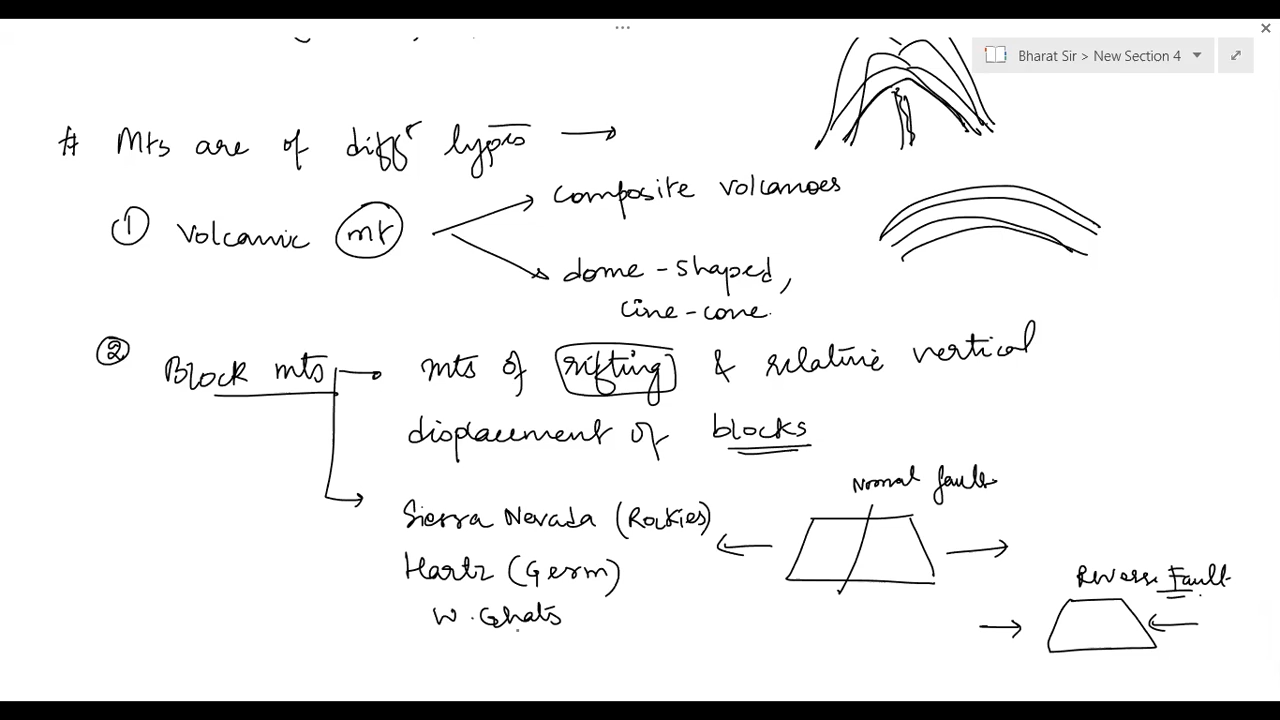 Bharat Sir > New Section 4
# Mts are of diffr types →
① Volcanic mt
composite volcanoes
dome-shaped,
cine-cone.
② Block mts → mts of rifting & relative vertical
displacement of blocks
Normal fault
Sierra Nevada (Rockies)
Hartz (Germ)
Reverse Fault
W. Ghats